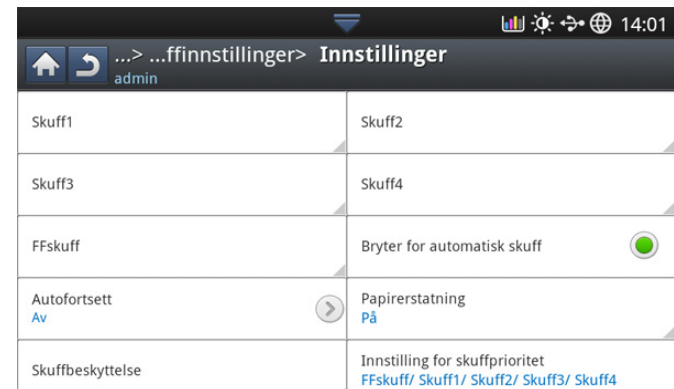 14:01
...> ...ffinnstillinger> Innstillinger
admin
Skuff1
Skuff2
Skuff3
Skuff4
FFskuff
Bryter for automatisk skuff
Autofortsett
Av
Papirerstatning
På
Skuffbeskyttelse
Innstilling for skuffprioritet
FFskuff/ Skuff1/ Skuff2/ Skuff3/ Skuff4